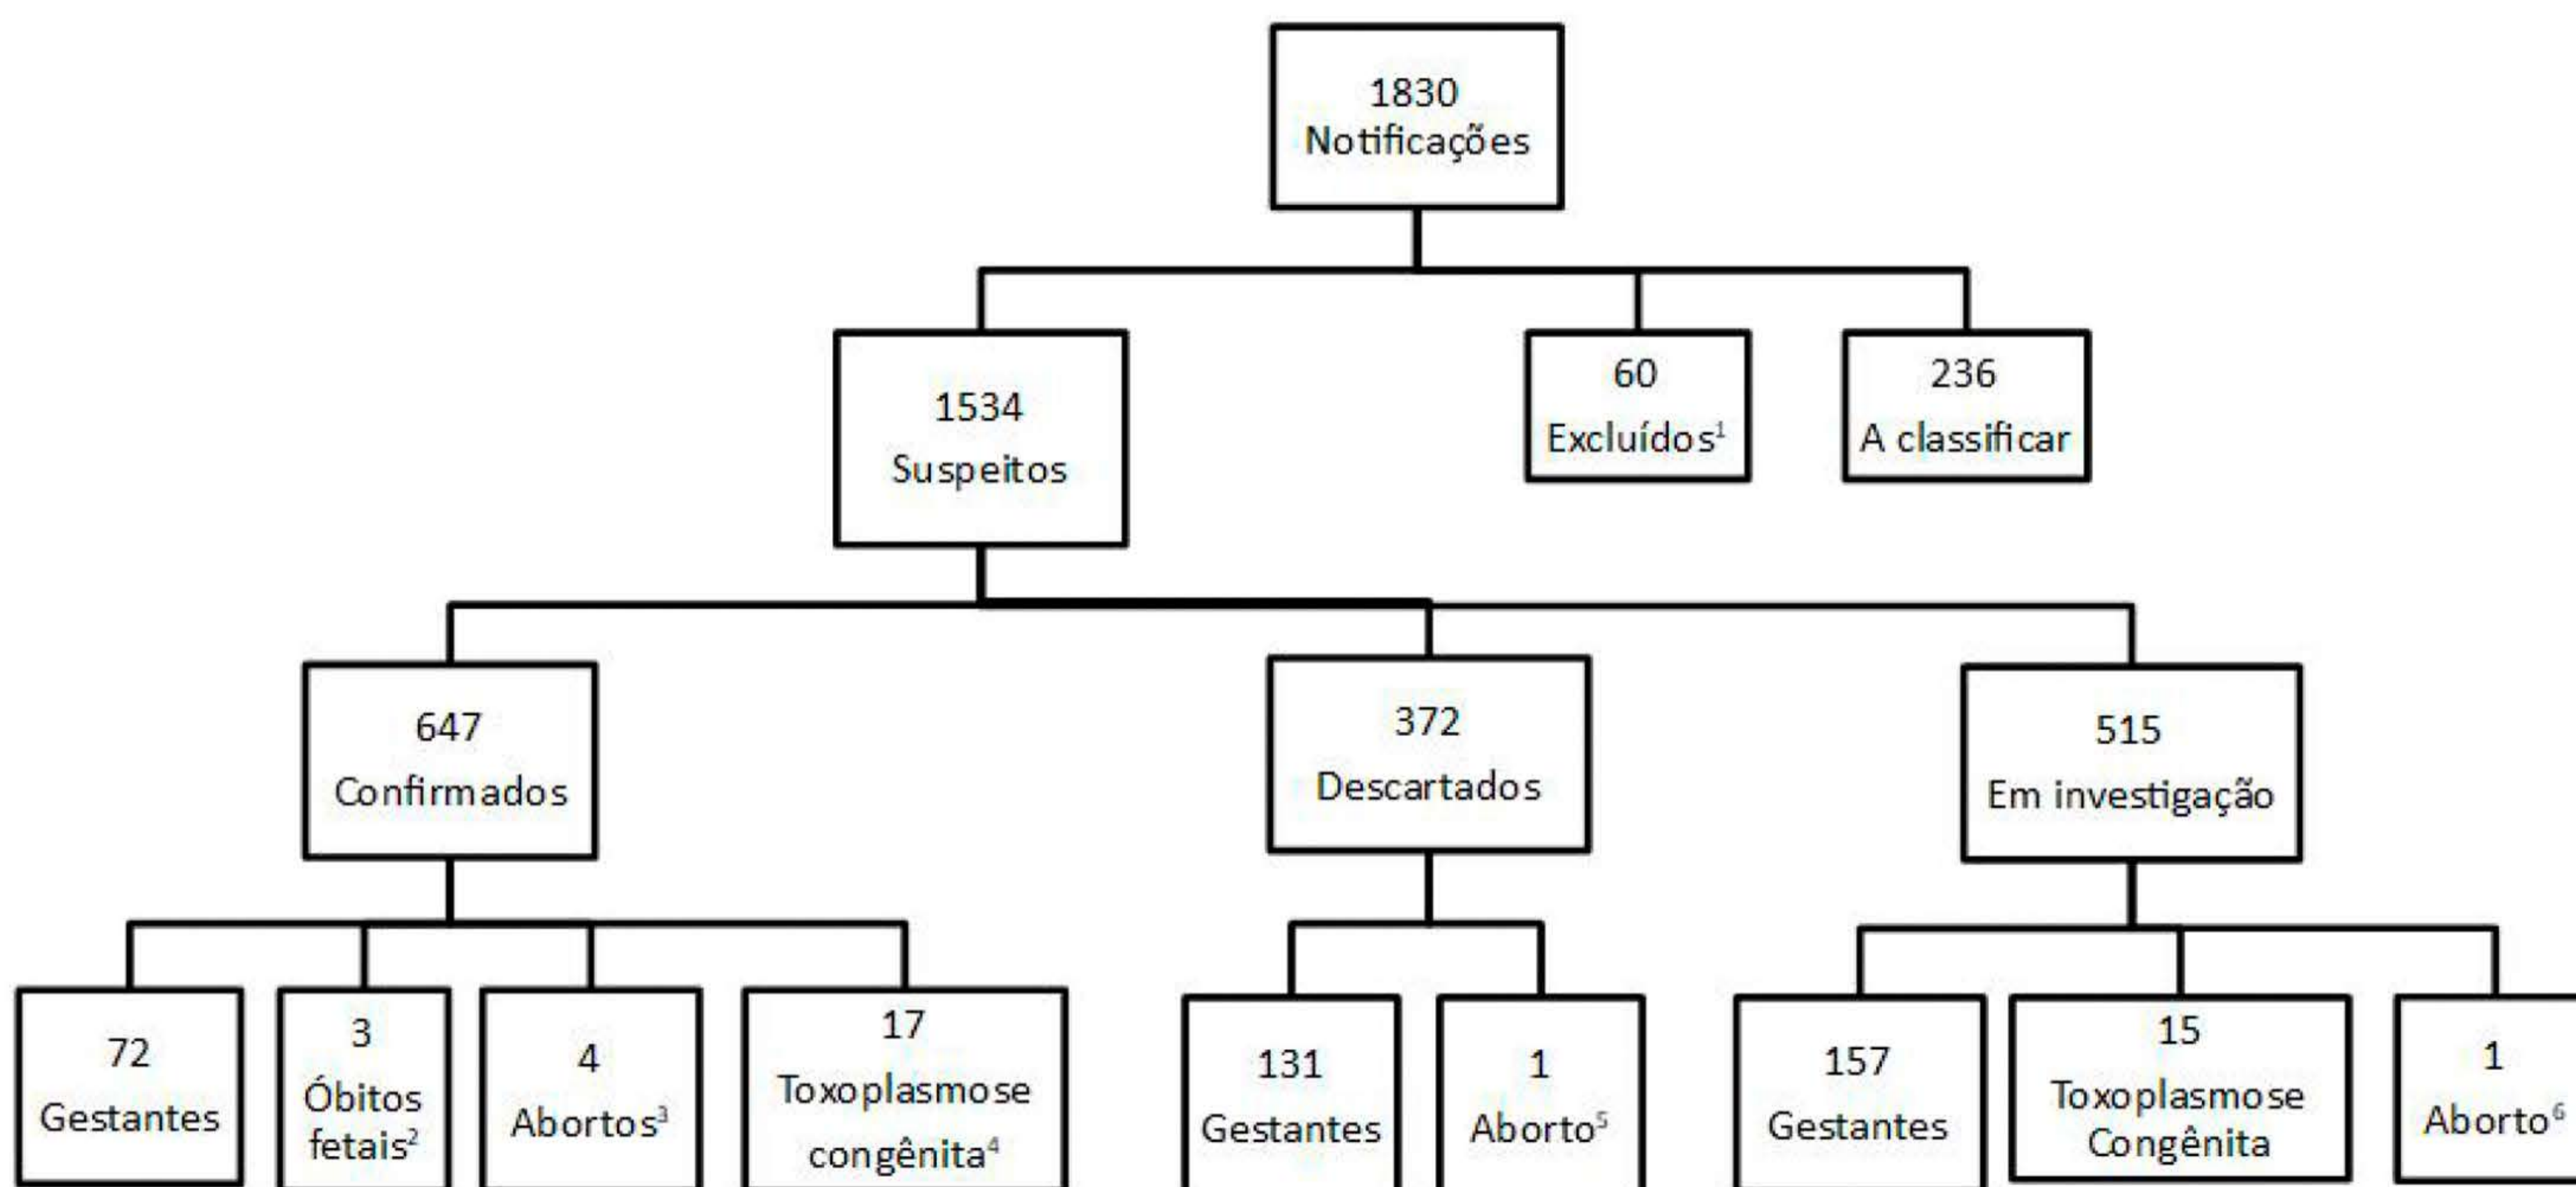 1830
Notificações
1534
Suspeitos
60
Excluídos¹
236
A classificar
647
Confirmados
372
Descartados
515
Em investigação
72
Gestantes
3
Óbitos
fetais²
4
Abortos³
17
Toxoplasmose
congênita⁴
131
Gestantes
1
Aborto⁵
157
Gestantes
15
Toxoplasmose
Congênita
1
Aborto⁶